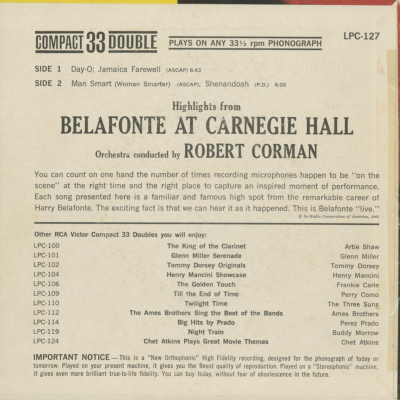 COMPACT 33 DOUBLE
PLAYS ON ANY 33⅓ rpm PHONOGRAPH
LPC-127
SIDE 1 Day-O; Jamaica Farewell (ASCAP) 6:43
SIDE 2 Man Smart (Woman Smarter) (ASCAP); Shenandoah (P.D.) 9:00
Highlights from
BELAFONTE AT CARNEGIE HALL
Orchestra conducted by ROBERT CORMAN
You can count on one hand the number of times recording microphones happen to be "on the
scene" at the right time and the right place to capture an inspired moment of performance.
Each song presented here is a familiar and famous high spot from the remarkable career of
Harry Belafonte. The exciting fact is that we can hear it as it happened. This is Belafonte "live."
© by Radio Corporation of America, 1961
Other RCA Victor Compact 33 Doubles you will enjoy:
LPC-100 The King of the Clarinet Artie Shaw
LPC-101 Glenn Miller Serenade Glenn Miller
LPC-102 Tommy Dorsey Originals Tommy Dorsey
LPC-104 Henry Mancini Showcase Henry Mancini
LPC-106 The Golden Touch Frankie Carle
LPC-109 Till the End of Time Perry Como
LPC-110 Twilight Time The Three Suns
LPC-112 The Ames Brothers Sing the Best of the Bands Ames Brothers
LPC-114 Big Hits by Prado Perez Prado
LPC-119 Night Train Buddy Morrow
LPC-124 Chet Atkins Plays Great Movie Themes Chet Atkins
IMPORTANT NOTICE — This is a "New Orthophonic" High Fidelity recording, designed for the phonograph of today or
tomorrow. Played on your present machine, it gives you the finest quality of reproduction. Played on a "Stereophonic" machine,
it gives even more brilliant true-to-life fidelity. You can buy today, without fear of obsolescence in the future.